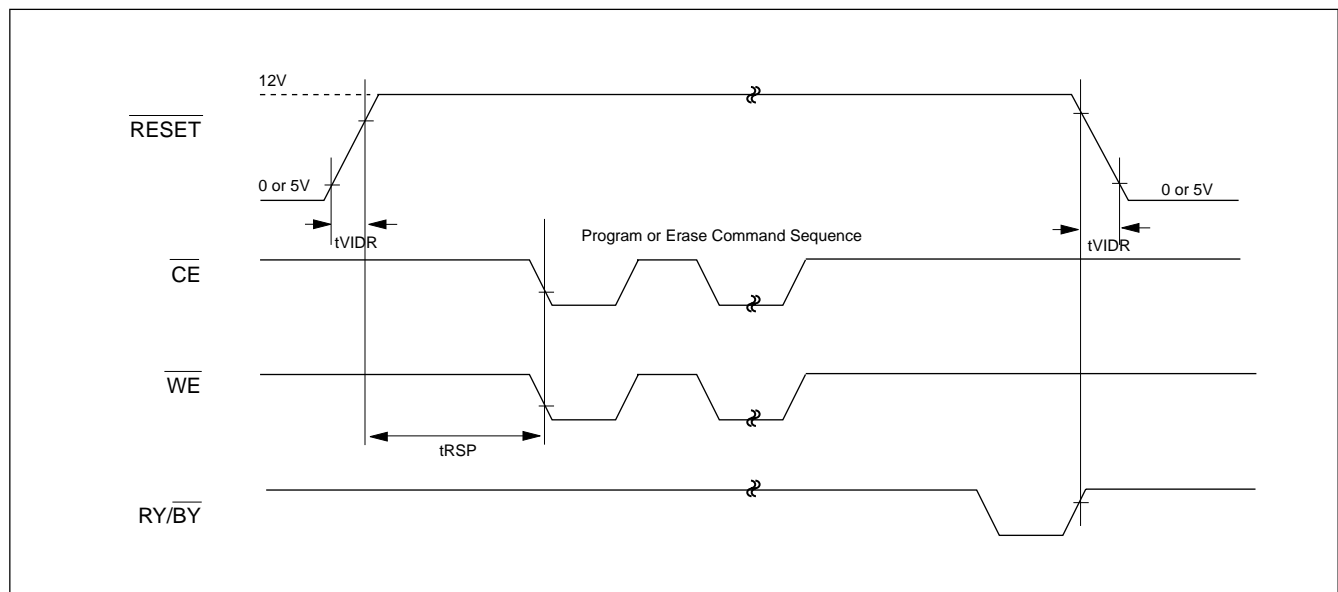 12V
RESET
0 or 5V
0 or 5V
tVIDR
tVIDR
Program or Erase Command Sequence
CE
WE
tRSP
RY/BY